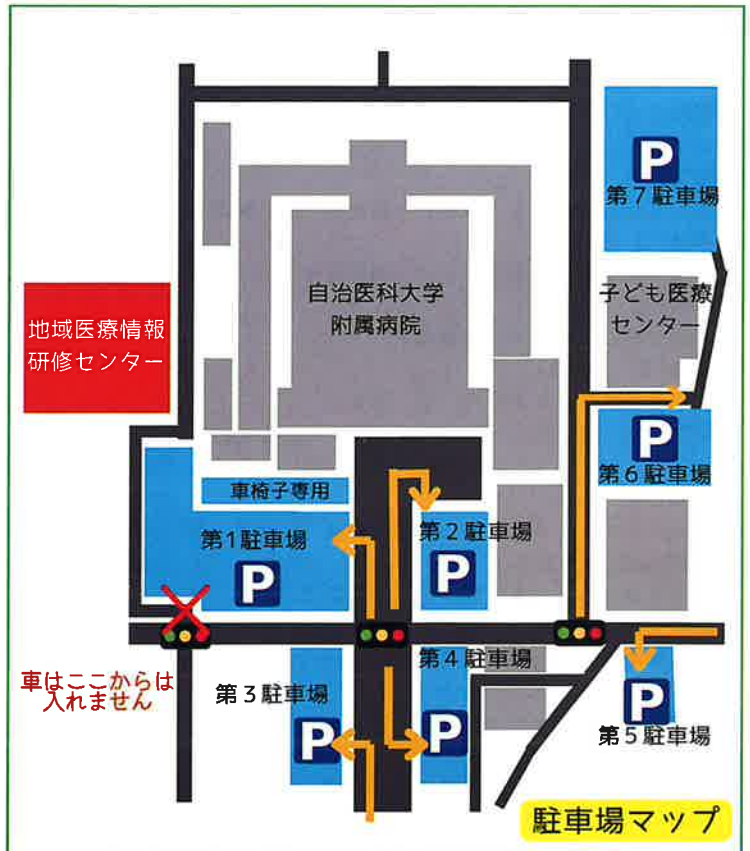 P
第7駐車場
自治医科大学
附属病院
子ども医療
センター
地域医療情報
研修センター
P
第6駐車場
車椅子専用
第1駐車場
P
第2駐車場
P
車はここからは
入れません
第3駐車場
P
第4駐車場
P
P
第5駐車場
駐車場マップ